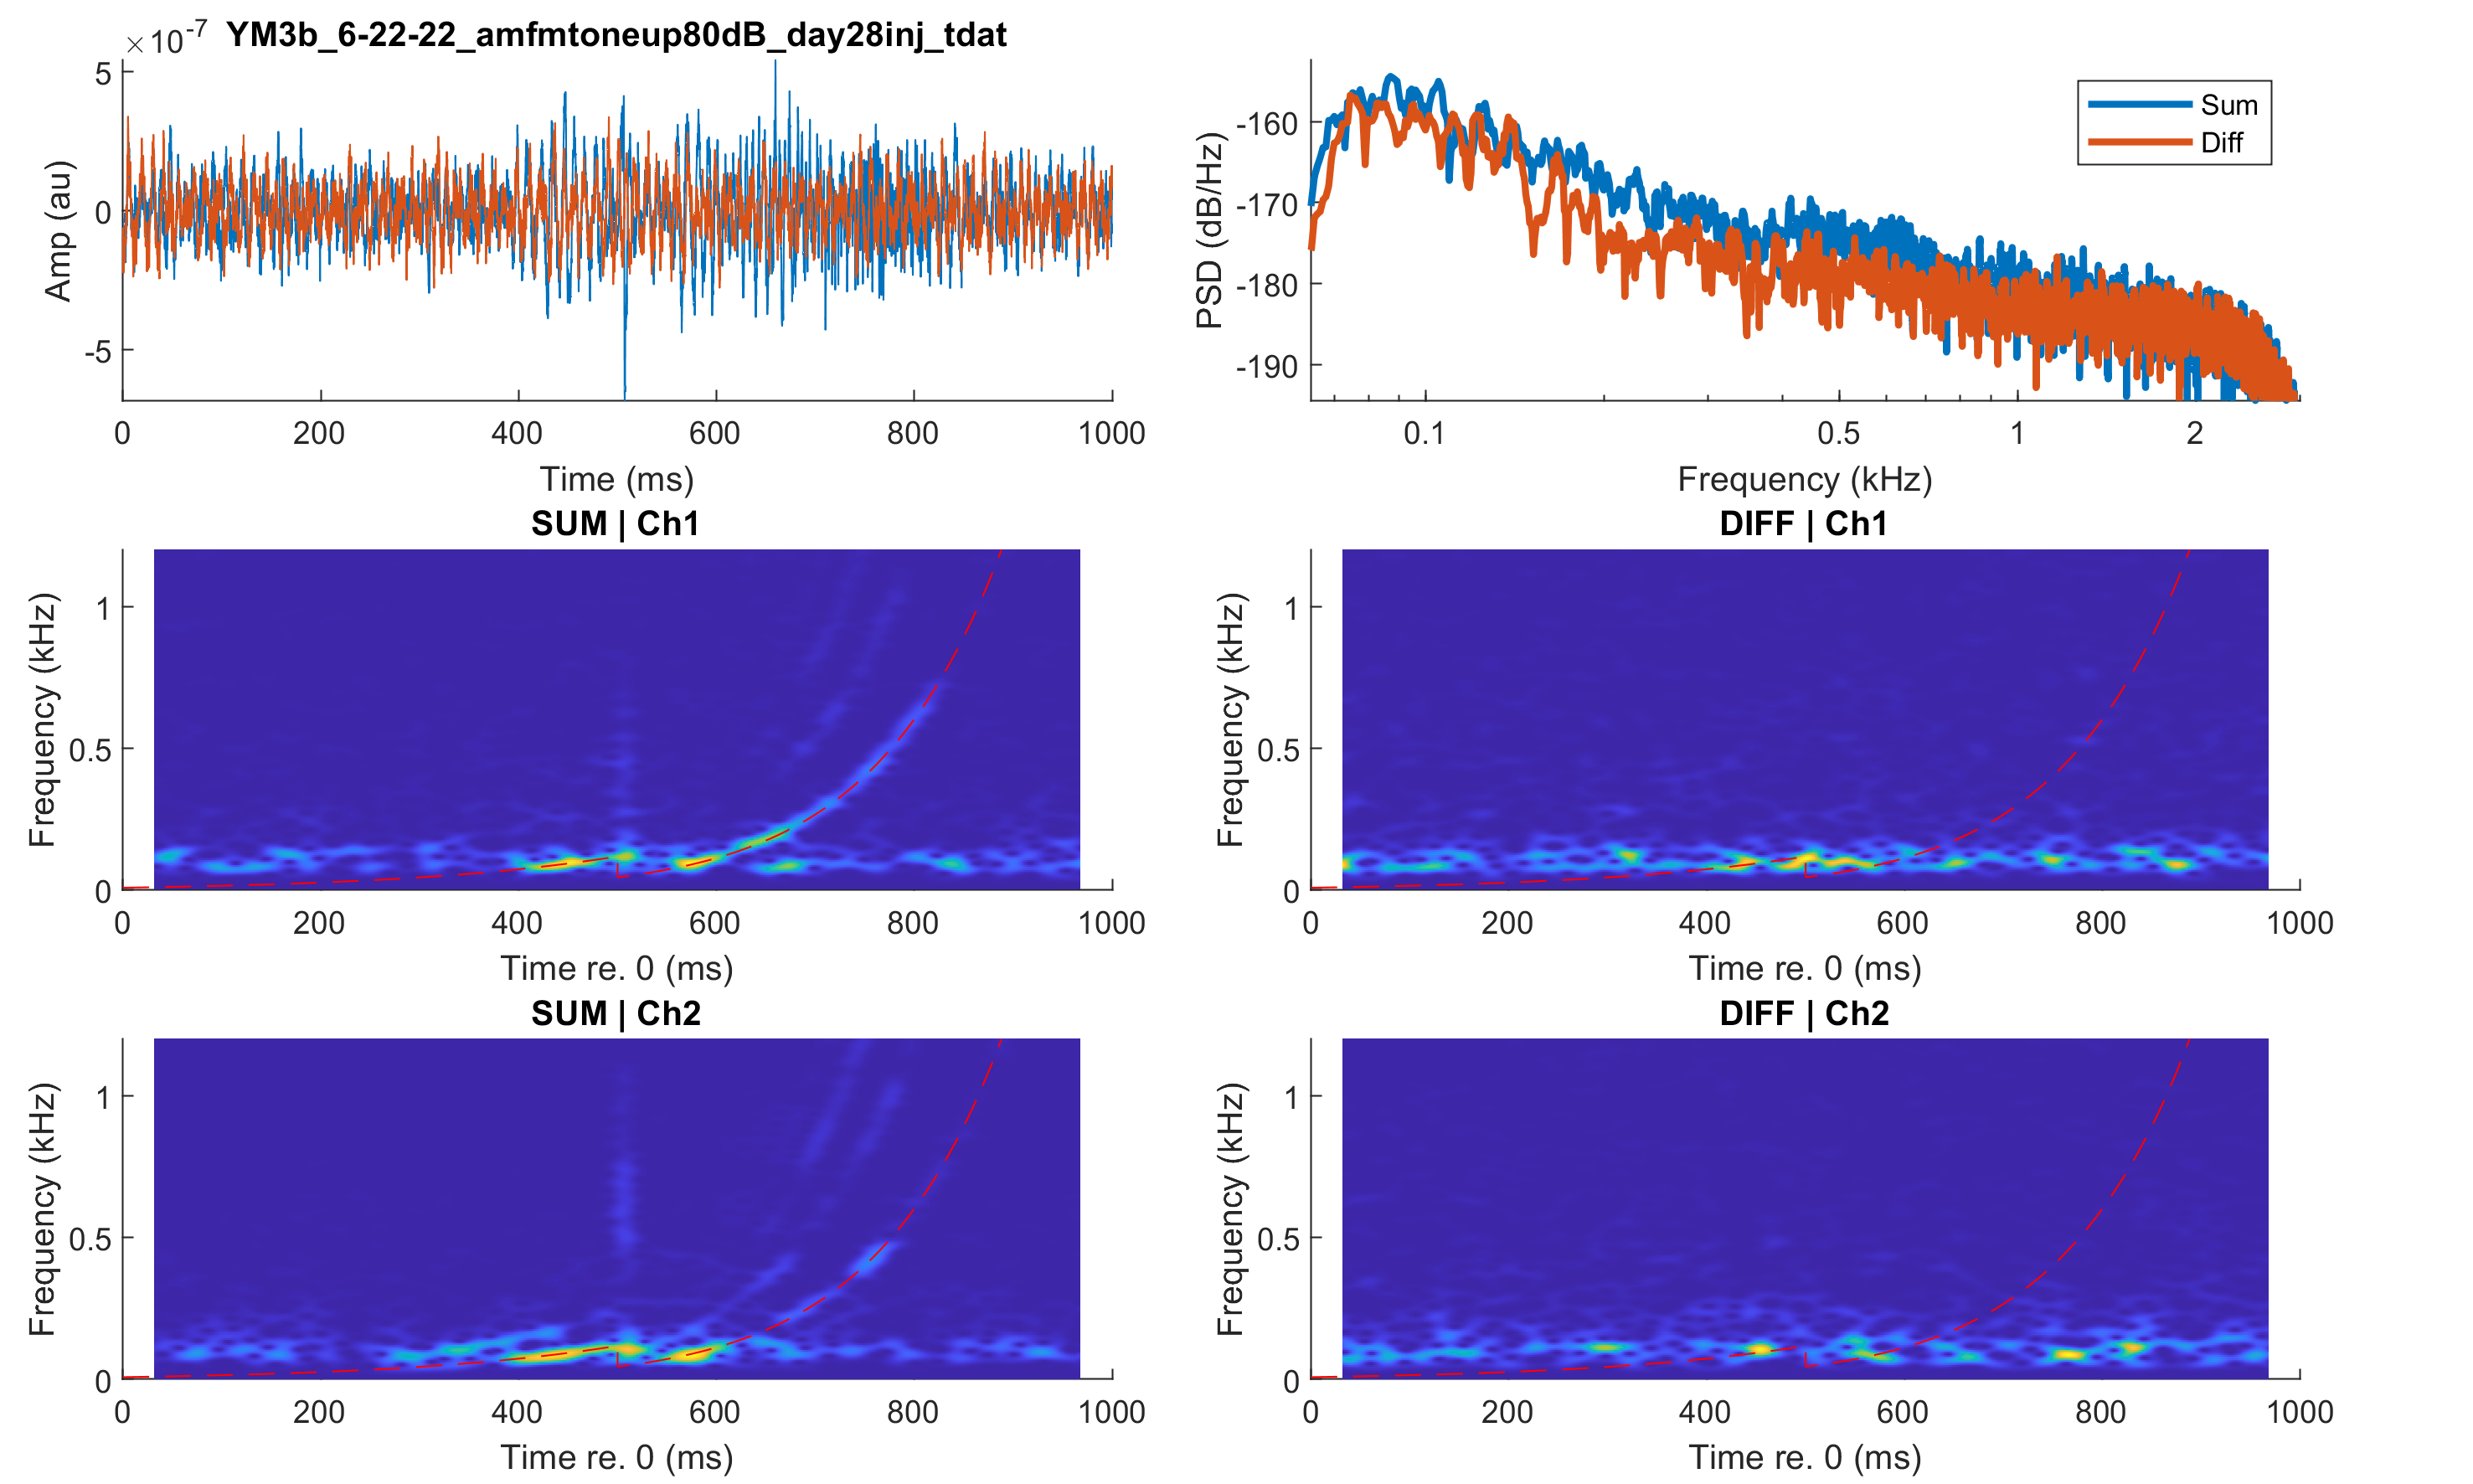 ×10-7 YM3b_6-22-22_amfmtoneup80dB_day28inj_tdat
5
0
-5
Amp (au)
0 200 400 600 800 1000
Time (ms)
-160
-170
-180
-190
PSD (dB/Hz)
Sum
Diff
0.1 0.5 1 2
Frequency (kHz)
SUM | Ch1
1
0.5
0
Frequency (kHz)
0 200 400 600 800 1000
Time re. 0 (ms)
DIFF | Ch1
1
0.5
0
Frequency (kHz)
0 200 400 600 800 1000
Time re. 0 (ms)
SUM | Ch2
1
0.5
0
Frequency (kHz)
0 200 400 600 800 1000
Time re. 0 (ms)
DIFF | Ch2
1
0.5
0
Frequency (kHz)
0 200 400 600 800 1000
Time re. 0 (ms)